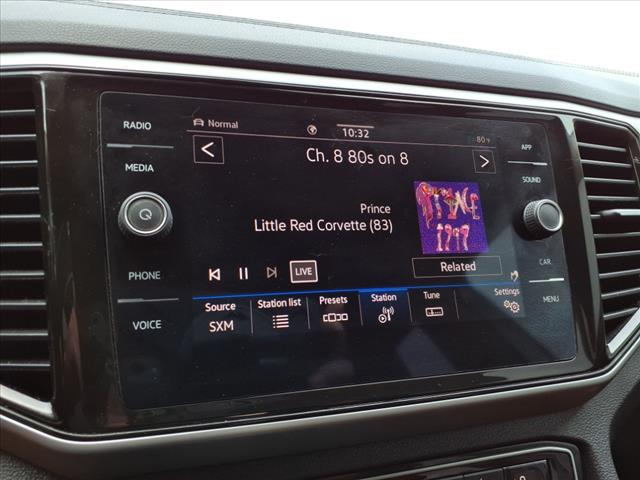 RADIO
MEDIA
PHONE
VOICE
Normal
10:32
80°F
Ch. 8 80s on 8
Prince
Little Red Corvette (83)
PRINCE
1999
Related
LIVE
Source
SXM
Station list
Presets
Station
Tune
Settings
APP
SOUND
CAR
MENU